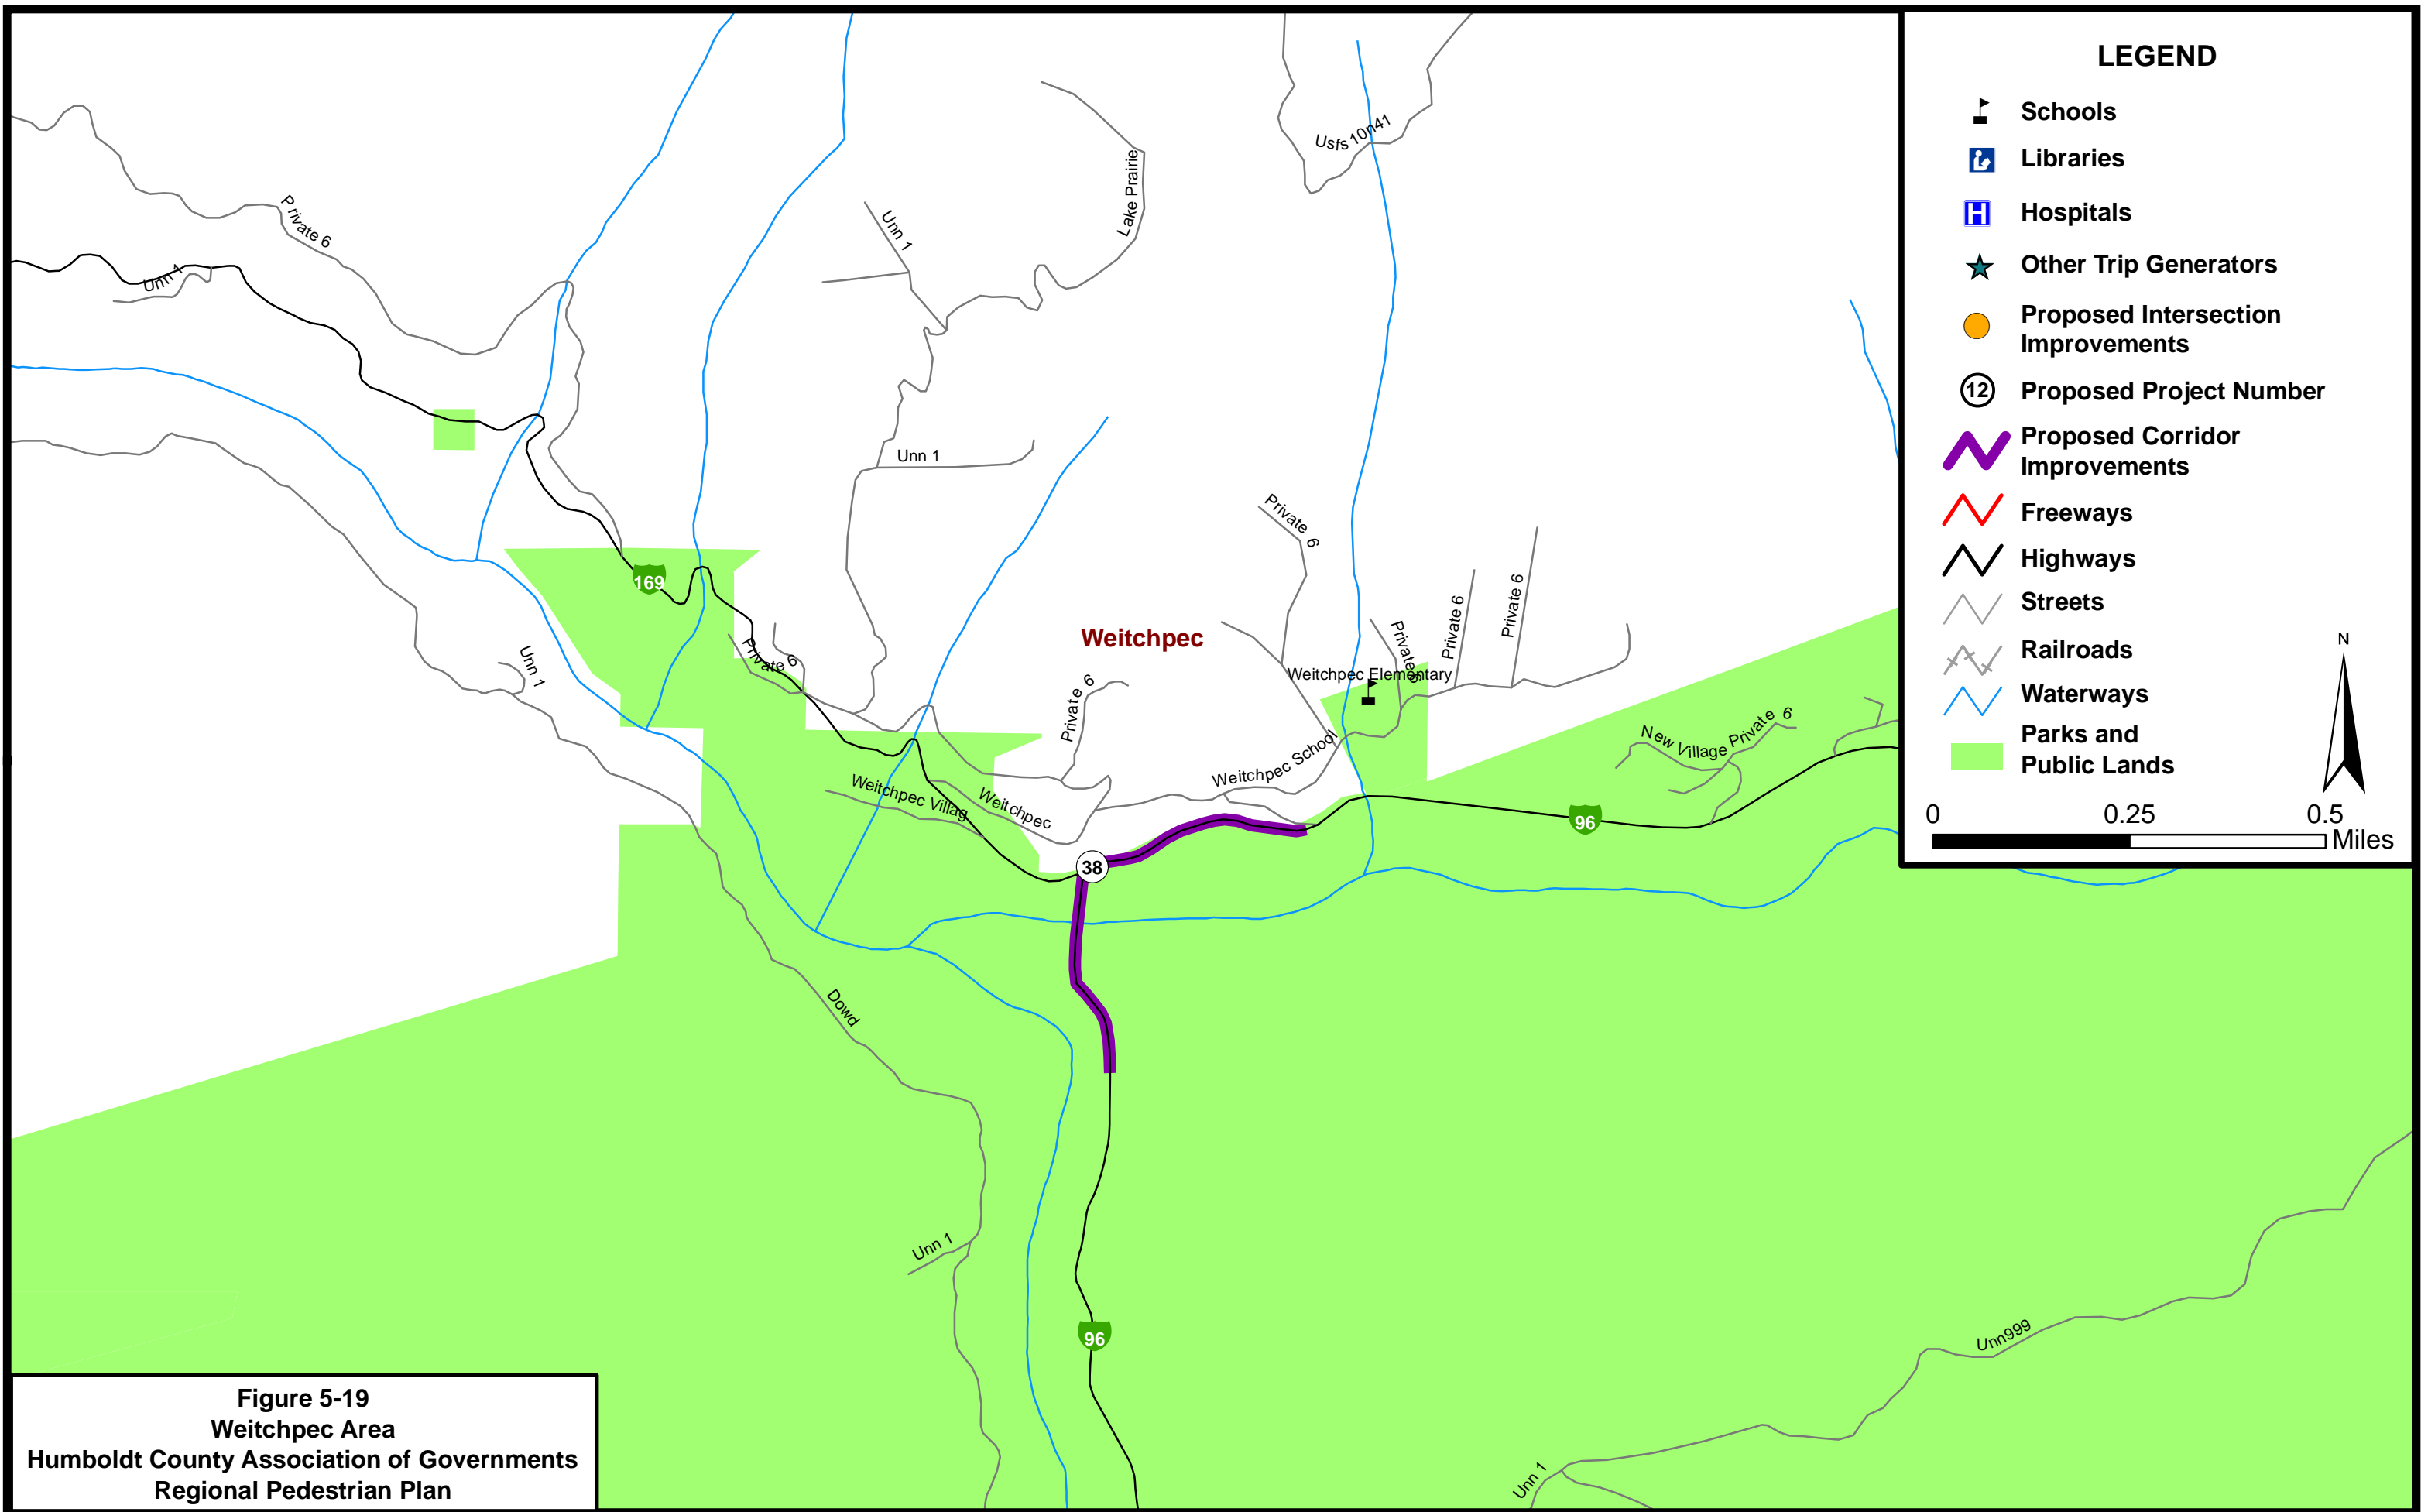 LEGEND
Schools
Libraries
H
Hospitals
Other Trip Generators
Proposed Intersection
Improvements
12
Proposed Project Number
Proposed Corridor
Improvements
Freeways
Highways
Streets
Railroads
Waterways
Parks and
Public Lands
N
0 0.25 0.5
Miles
Usfs 10n41
Lake Prairie
Private 6
Unn 1
Unn 1
Unn 1
Private 6
169
Weitchpec
Private 6
Private 6
Private 6
Unn 1
Private 6
Weitchpec Elementary
Private 6
New Village
Private 6
Weitchpec School
Weitchpec Villag
Weitchpec
96
38
Dowd
Unn 1
96
Unn999
Unn 1
Figure 5-19
Weitchpec Area
Humboldt County Association of Governments
Regional Pedestrian Plan